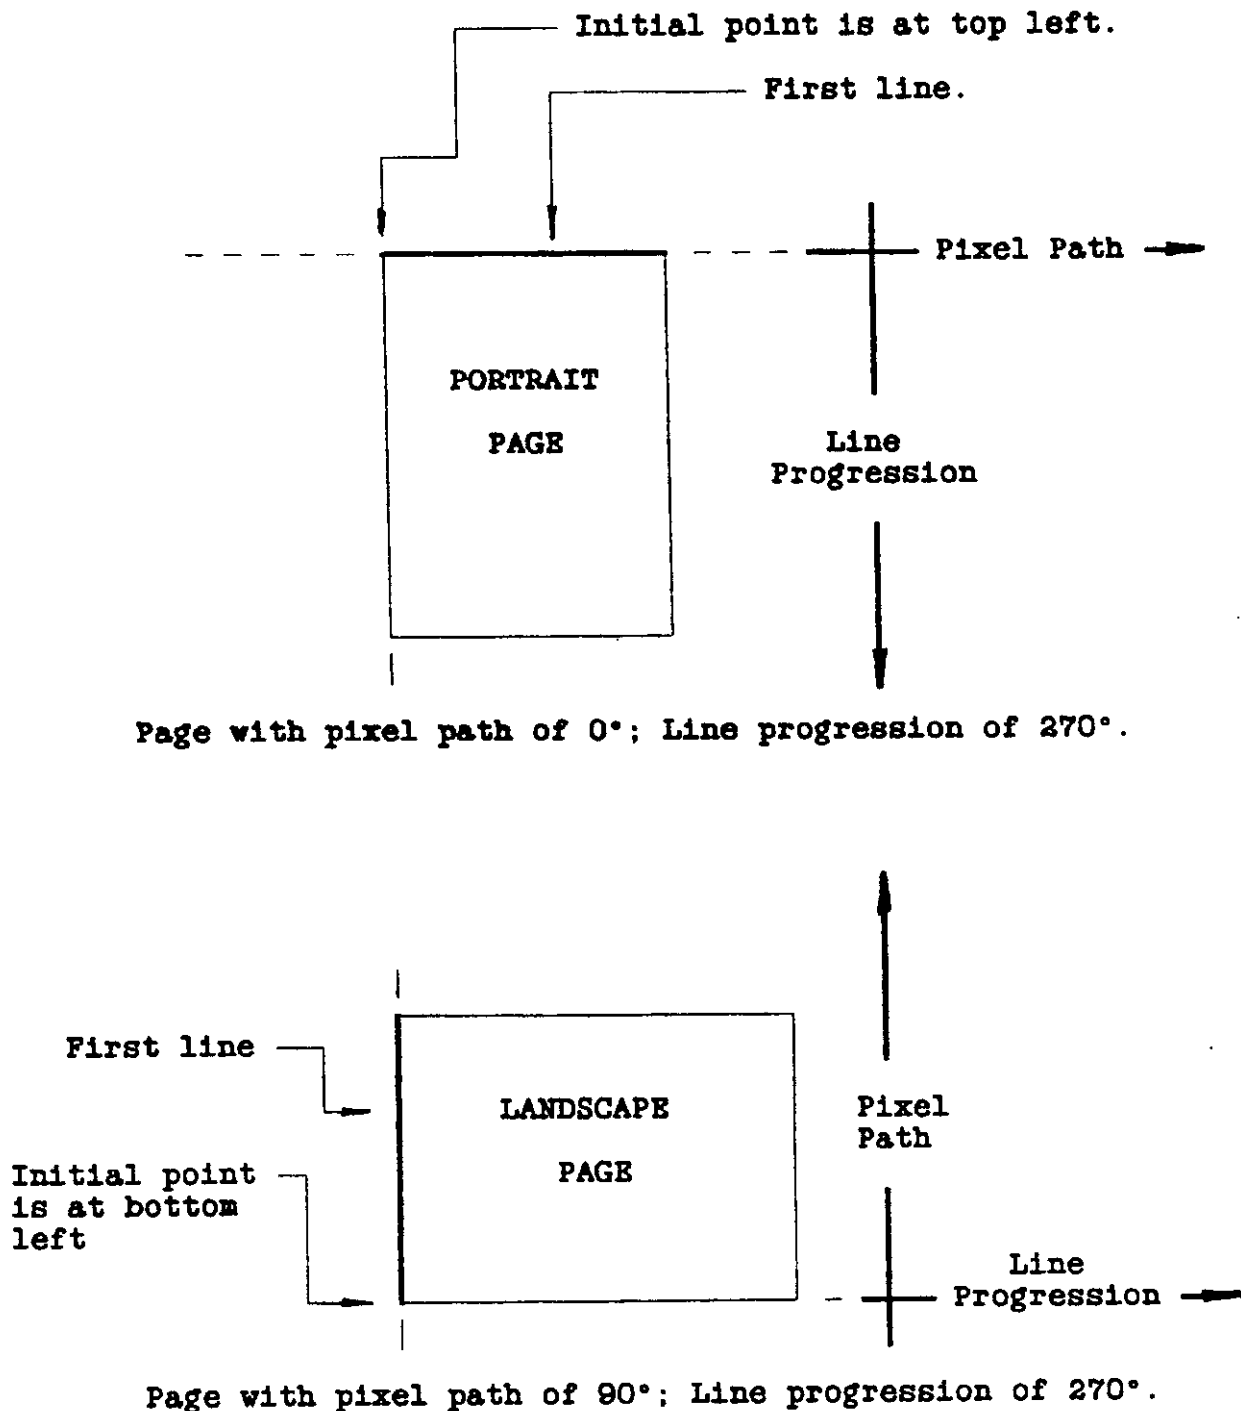 Initial point is at top left.
First line.
Pixel Path
PORTRAIT
PAGE
Line
Progression
Page with pixel path of 0°; Line progression of 270°.
First line
LANDSCAPE
PAGE
Pixel
Path
Initial point
is at bottom
left
Line
Progression
Page with pixel path of 90°; Line progression of 270°.